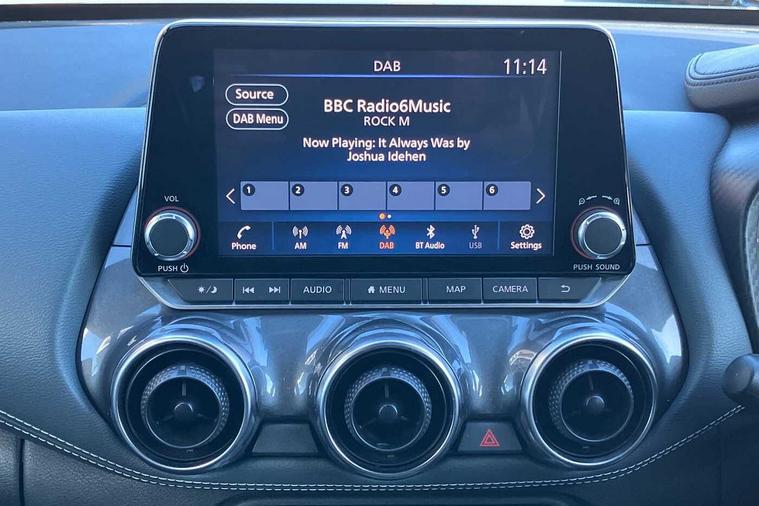 DAB 11:14
Source
BBC Radio6Music
ROCK M
DAB Menu
Now Playing: It Always Was by
Joshua Idehen
1 2 3 4 5 6
Phone AM FM DAB BT Audio USB Settings
VOL
PUSH
PUSH SOUND
AUDIO MENU MAP CAMERA